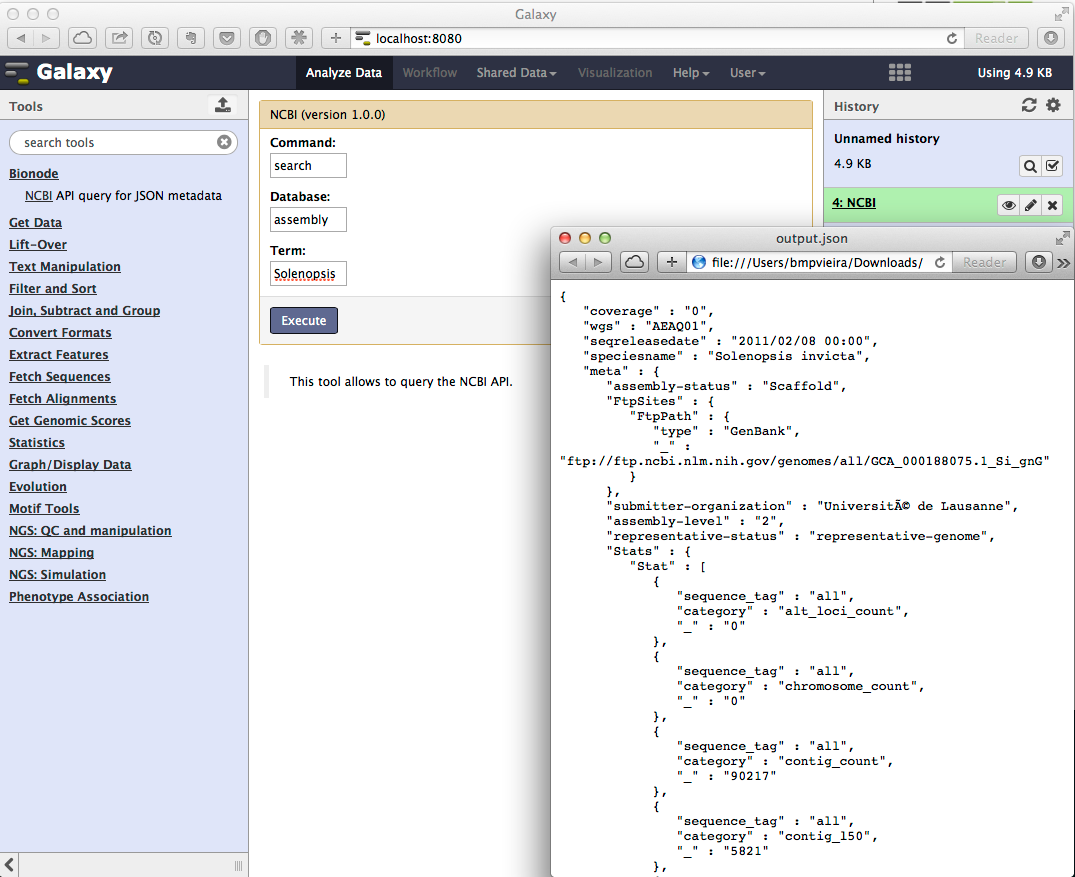 Galaxy
localhost:8080
Reader
Galaxy
Analyze Data
Workflow
Shared Data
Visualization
Help
User
Using 4.9 KB
Tools
search tools
Bionode
NCBI API query for JSON metadata
Get Data
Lift-Over
Text Manipulation
Filter and Sort
Join, Subtract and Group
Convert Formats
Extract Features
Fetch Sequences
Fetch Alignments
Get Genomic Scores
Statistics
Graph/Display Data
Evolution
Motif Tools
NGS: QC and manipulation
NGS: Mapping
NGS: Simulation
Phenotype Association
NCBI (version 1.0.0)
Command:
search
Database:
assembly
Term:
Solenopsis
Execute
This tool allows to query the NCBI API.
History
Unnamed history
4.9 KB
4: NCBI
output.json
file:///Users/bmpvieira/Downloads/
Reader
{
"coverage" : "0",
"wgs" : "AEAQ01",
"seqreleasedate" : "2011/02/08 00:00",
"speciesname" : "Solenopsis invicta",
"meta" : {
"assembly-status" : "Scaffold",
"FtpSites" : {
"FtpPath" : {
"type" : "GenBank",
"_" :
"ftp://ftp.ncbi.nlm.nih.gov/genomes/all/GCA_000188075.1_Si_gnG"
}
},
"submitter-organization" : "UniversitÃ© de Lausanne",
"assembly-level" : "2",
"representative-status" : "representative-genome",
"Stats" : {
"Stat" : [
{
"sequence_tag" : "all",
"category" : "alt_loci_count",
"_" : "0"
},
{
"sequence_tag" : "all",
"category" : "chromosome_count",
"_" : "0"
},
{
"sequence_tag" : "all",
"category" : "contig_count",
"_" : "90217"
},
{
"sequence_tag" : "all",
"category" : "contig_l50",
"_" : "5821"
},